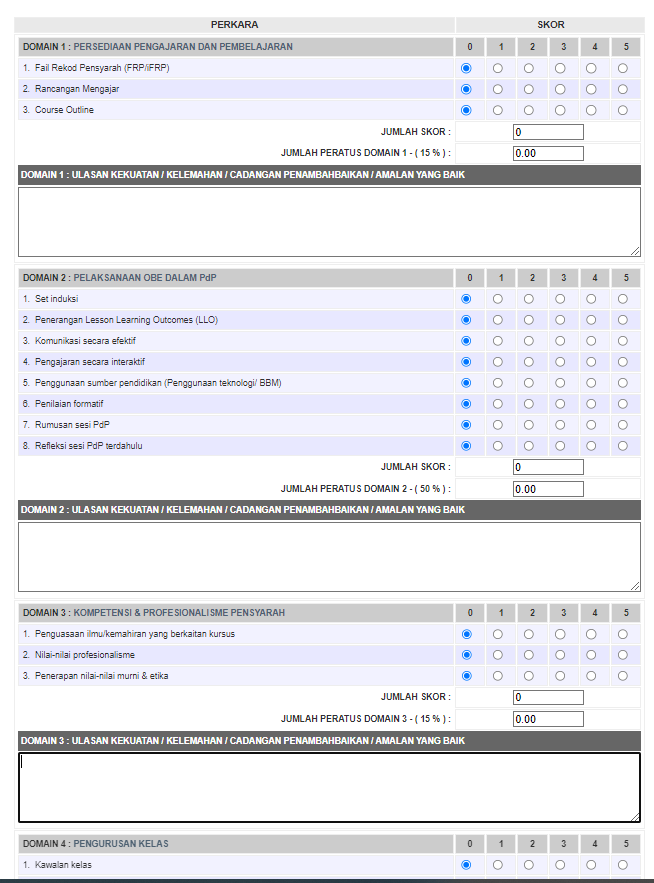 PERKARA SKOR
DOMAIN 1 : PERSEDIAAN PENGAJARAN DAN PEMBELAJARAN 0 1 2 3 4 5
1. Fail Rekod Pensyarah (FRP/iFRP)
2. Rancangan Mengajar
3. Course Outline
JUMLAH SKOR : 0
JUMLAH PERATUS DOMAIN 1 - ( 15 % ) : 0.00
DOMAIN 1 : ULASAN KEKUATAN / KELEMAHAN / CADANGAN PENAMBAHBAIKAN / AMALAN YANG BAIK
DOMAIN 2 : PELAKSANAAN OBE DALAM PdP 0 1 2 3 4 5
1. Set induksi
2. Penerangan Lesson Learning Outcomes (LLO)
3. Komunikasi secara efektif
4. Pengajaran secara interaktif
5. Penggunaan sumber pendidikan (Penggunaan teknologi/ BBM)
6. Penilaian formatif
7. Rumusan sesi PdP
8. Refleksi sesi PdP terdahulu
JUMLAH SKOR : 0
JUMLAH PERATUS DOMAIN 2 - ( 50 % ) : 0.00
DOMAIN 2 : ULASAN KEKUATAN / KELEMAHAN / CADANGAN PENAMBAHBAIKAN / AMALAN YANG BAIK
DOMAIN 3 : KOMPETENSI & PROFESIONALISME PENSYARAH 0 1 2 3 4 5
1. Penguasaan ilmu/kemahiran yang berkaitan kursus
2. Nilai-nilai profesionalisme
3. Penerapan nilai-nilai murni & etika
JUMLAH SKOR : 0
JUMLAH PERATUS DOMAIN 3 - ( 15 % ) : 0.00
DOMAIN 3 : ULASAN KEKUATAN / KELEMAHAN / CADANGAN PENAMBAHBAIKAN / AMALAN YANG BAIK
DOMAIN 4 : PENGURUSAN KELAS 0 1 2 3 4 5
1. Kawalan kelas